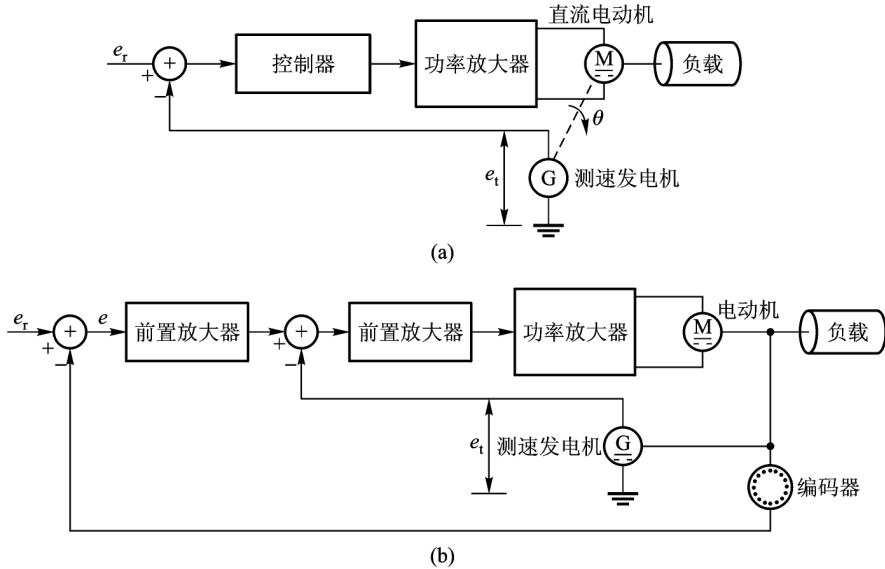 直流电动机
e_r
+
+
−
控制器
功率放大器
M
负载
θ
e_t
G
测速发电机
(a)
e_r
+
+
−
e
前置放大器
+
+
−
前置放大器
功率放大器
电动机
M
负载
e_t
测速发电机
G
编码器
(b)